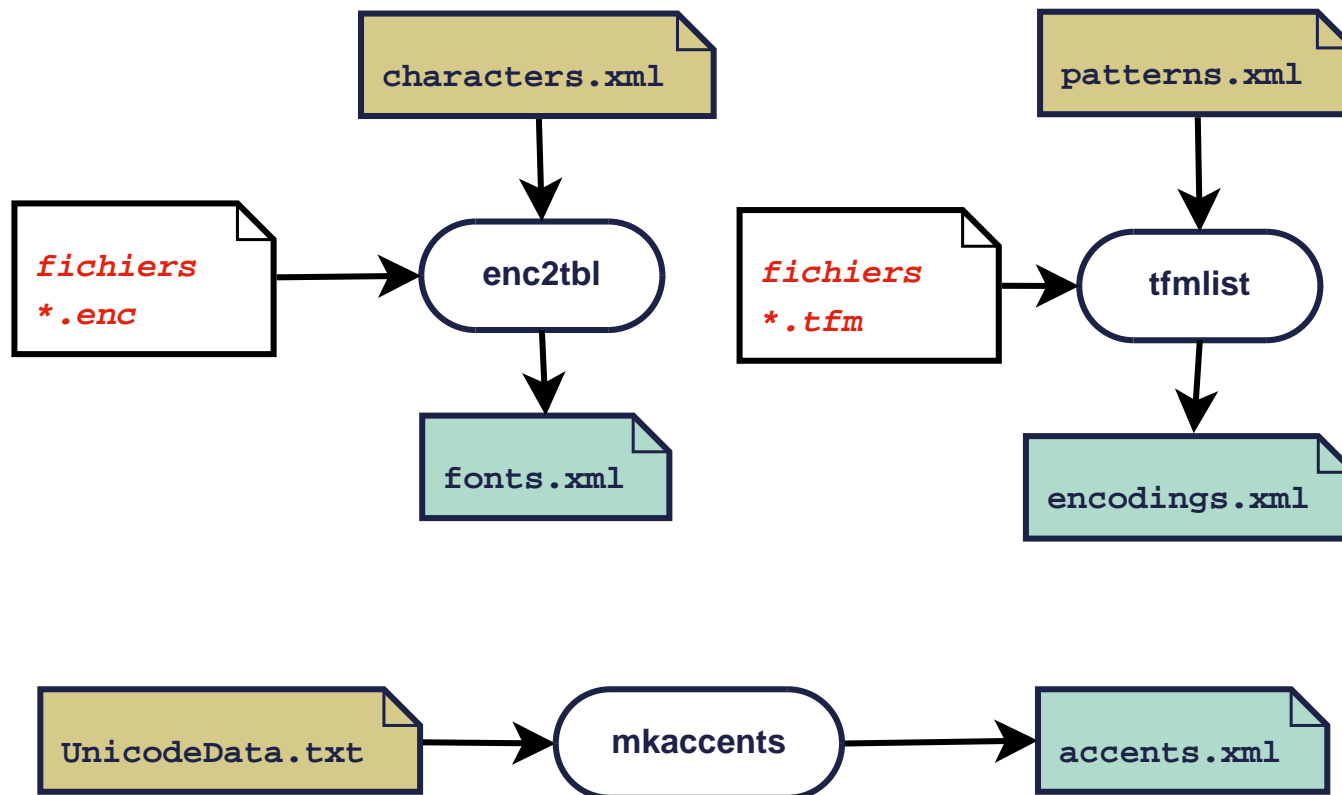 characters.xml
patterns.xml
fichiers
*.enc
enc2tbl
fichiers
*.tfm
tfmlist
fonts.xml
encodings.xml
UnicodeData.txt
mkaccents
accents.xml